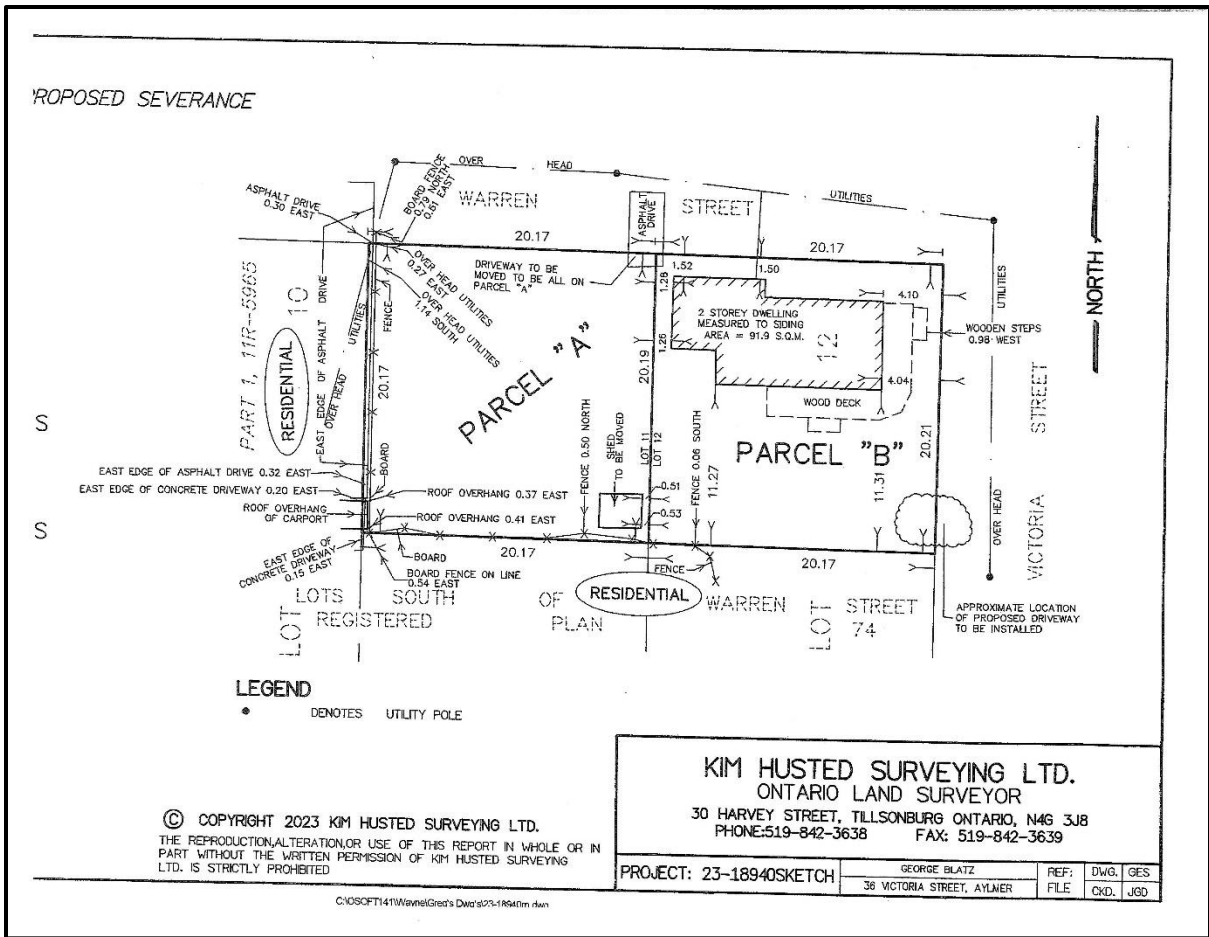 PROPOSED SEVERANCE
OVER HEAD UTILITIES
BOARD FENCE
0.79 NORTH
0.61 EAST
ASPHALT DRIVE
0.30 EAST
WARREN STREET
ASPHALT
DRIVE
20.17
20.17
OVER HEAD UTILITIES
0.27 EAST
OVER HEAD UTILITIES
1.14 SOUTH
DRIVEWAY TO BE
MOVED TO BE ALL ON
PARCEL "A"
1.52
1.50
1.28
1.26
4.10
2 STOREY DWELLING
MEASURED TO SIDING
AREA = 91.9 S.Q.M.
12
WOODEN STEPS
0.98 WEST
UTILITIES
NORTH
PART 1, 11R-5965
10
RESIDENTIAL
EAST EDGE OF ASPHALT DRIVE
OVER HEAD UTILITIES
FENCE
20.17
PARCEL "A"
20.19
4.04
WOOD DECK
PARCEL "B"
20.21
VICTORIA STREET
S
S
FENCE 0.50 NORTH
SHED
TO BE MOVED
LOT 11
LOT 12
FENCE 0.06 SOUTH
11.27
11.31
0.51
0.53
OVER HEAD
BOARD
EAST EDGE OF ASPHALT DRIVE 0.32 EAST
EAST EDGE OF CONCRETE DRIVEWAY 0.20 EAST
ROOF OVERHANG
OF CARPORT
ROOF OVERHANG 0.37 EAST
ROOF OVERHANG 0.41 EAST
EAST EDGE OF
CONCRETE DRIVEWAY
0.15 EAST
BOARD
20.17
20.17
BOARD FENCE ON LINE
0.54 EAST
FENCE
RESIDENTIAL
LOTS SOUTH OF WARREN STREET
LOT
REGISTERED PLAN 74
LOT
APPROXIMATE LOCATION
OF PROPOSED DRIVEWAY
TO BE INSTALLED
LEGEND
DENOTES UTILITY POLE
© COPYRIGHT 2023 KIM HUSTED SURVEYING LTD.
THE REPRODUCTION,ALTERATION,OR USE OF THIS REPORT IN WHOLE OR IN
PART WITHOUT THE WRITTEN PERMISSION OF KIM HUSTED SURVEYING
LTD. IS STRICTLY PROHIBITED
KIM HUSTED SURVEYING LTD.
ONTARIO LAND SURVEYOR
30 HARVEY STREET, TILLSONBURG ONTARIO, N4G 3J8
PHONE:519-842-3638 FAX: 519-842-3639
PROJECT: 23-18940SKETCH
GEORGE BLATZ
36 VICTORIA STREET, AYLMER
REF:
FILE
DWG. GES
CKD. JGD